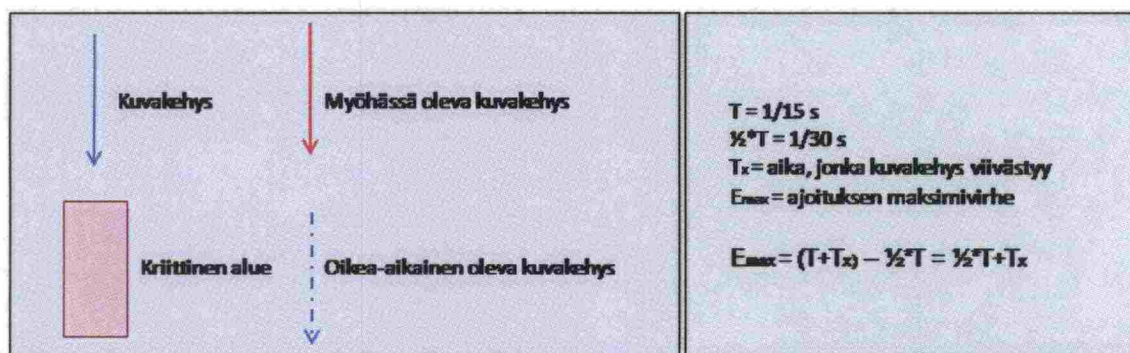 Kuvakehys
Myöhässä oleva kuvakehys
Kriittinen alue
Oikea-aikainen oleva kuvakehys
T = 1/15 s
½*T = 1/30 s
Tx = aika, jonka kuvakehys viivästyy
Emax = ajoituksen maksimivirhe
Emax = (T+Tx) – ½*T = ½*T+Tx